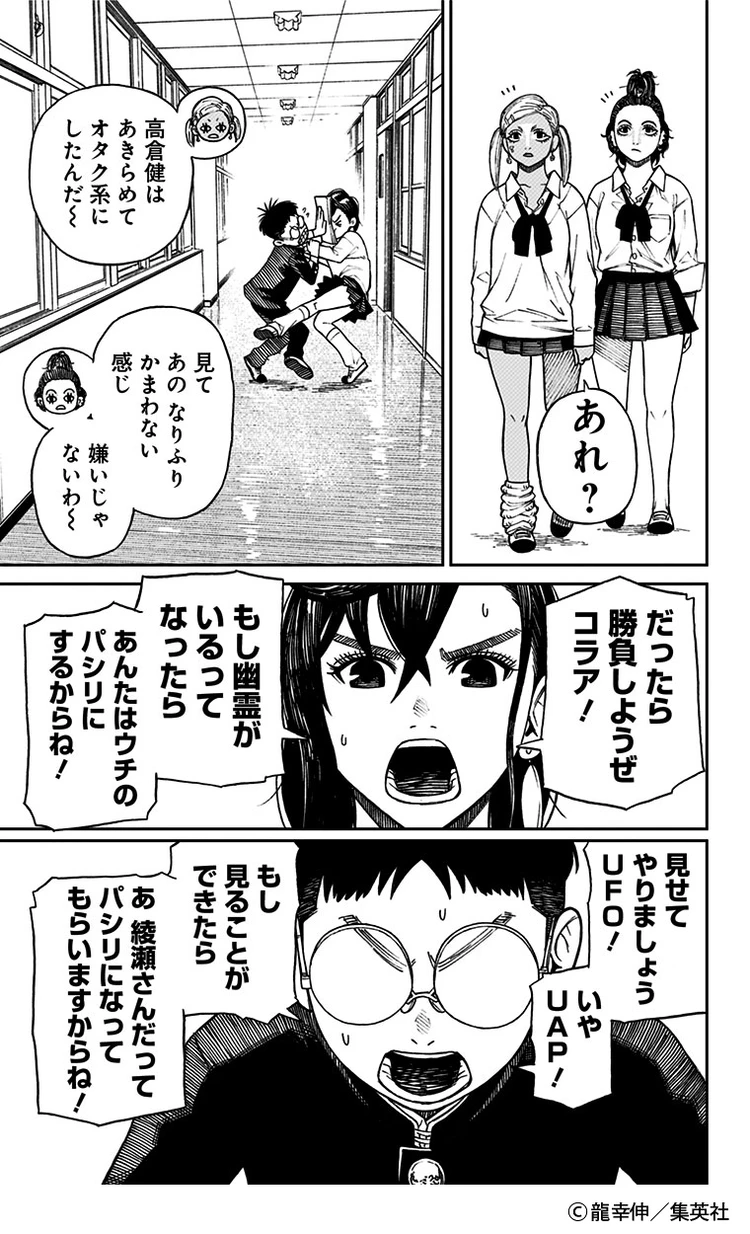 あれ？
高倉健は
あきらめて
オタク系に
したんだ〜
見て
あの なりふり
かまわない
感じ
嫌いじゃ
ないわ〜
だったら
勝負しようぜ
コラア！
もし幽霊が
いるって
なったら
あんたはウチの
パシリに
するからね！
見せて
やりましょう
UFO！
いや
UAP！
もし
見ることが
できたら
あ 綾瀬さんだって
パシリになって
もらいますからね！
©龍幸伸／集英社